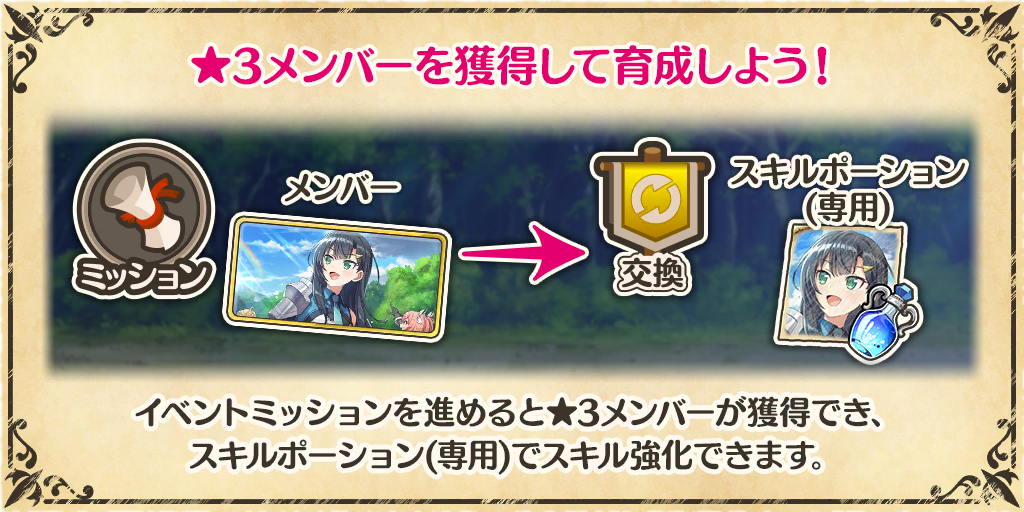 ★3メンバーを獲得して育成しよう！
ミッション
メンバー
交換
スキルポーション
(専用)
イベントミッションを進めると★3メンバーが獲得でき、
スキルポーション(専用)でスキル強化できます。